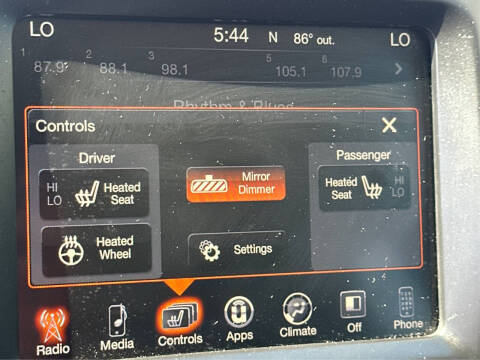 LO 5:44 N 86° out. LO
1 2 3 5 6
87.9 88.1 98.1 105.1 107.9
Rhythm & Blues
Controls X
Driver
Passenger
HI
LO
Heated
Seat
Mirror
Dimmer
Heated
Seat
HI
LO
Heated
Wheel
Settings
Radio Media Controls Apps Climate Off Phone